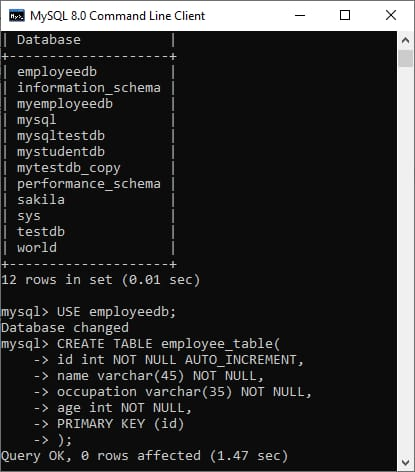 MySQL 8.0 Command Line Client
| Database           |
+--------------------+
| employeedb         |
| information_schema |
| myemployeedb       |
| mysql              |
| mysqltestdb        |
| mystudentdb        |
| mytestdb_copy      |
| performance_schema |
| sakila             |
| sys                |
| testdb             |
| world              |
+--------------------+
12 rows in set (0.01 sec)

mysql> USE employeedb;
Database changed
mysql> CREATE TABLE employee_table(
    -> id int NOT NULL AUTO_INCREMENT,
    -> name varchar(45) NOT NULL,
    -> occupation varchar(35) NOT NULL,
    -> age int NOT NULL,
    -> PRIMARY KEY (id)
    -> );
Query OK, 0 rows affected (1.47 sec)